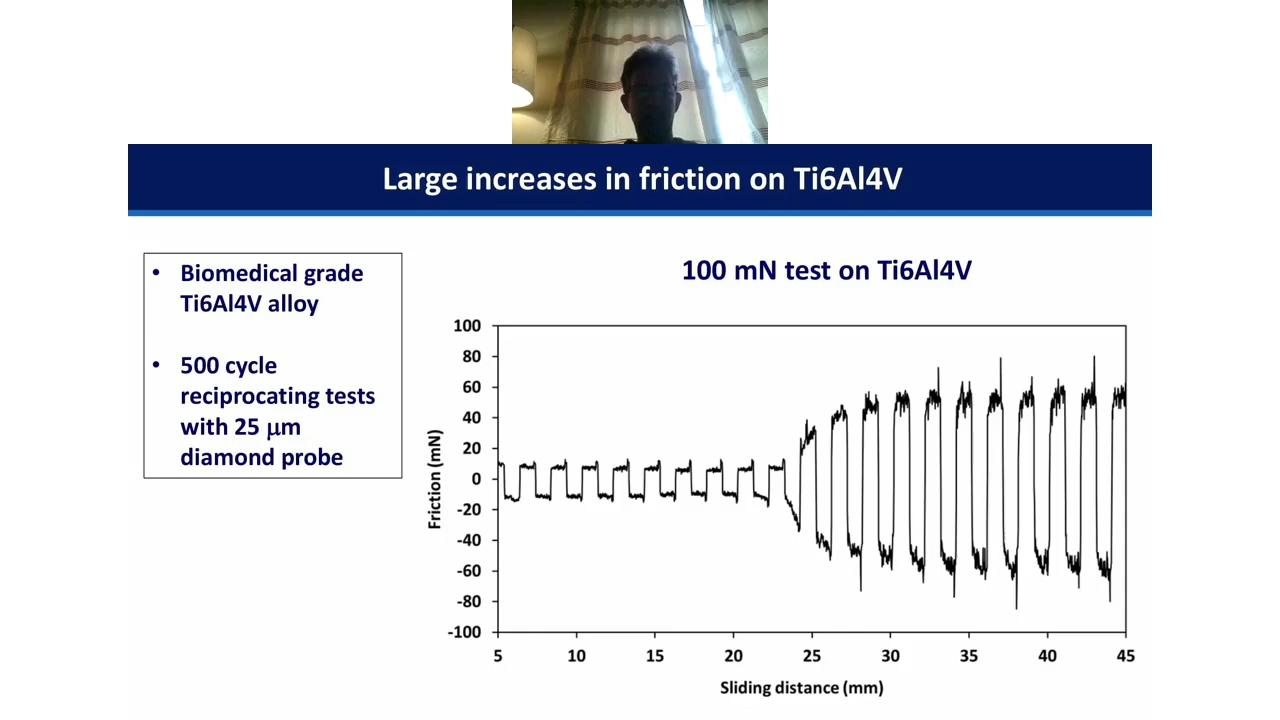 Large increases in friction on Ti6Al4V
• Biomedical grade
Ti6Al4V alloy
• 500 cycle
reciprocating tests
with 25 μm
diamond probe
100 mN test on Ti6Al4V
Friction (mN)
100
80
60
40
20
0
-20
-40
-60
-80
-100
5 10 15 20 25 30 35 40 45
Sliding distance (mm)